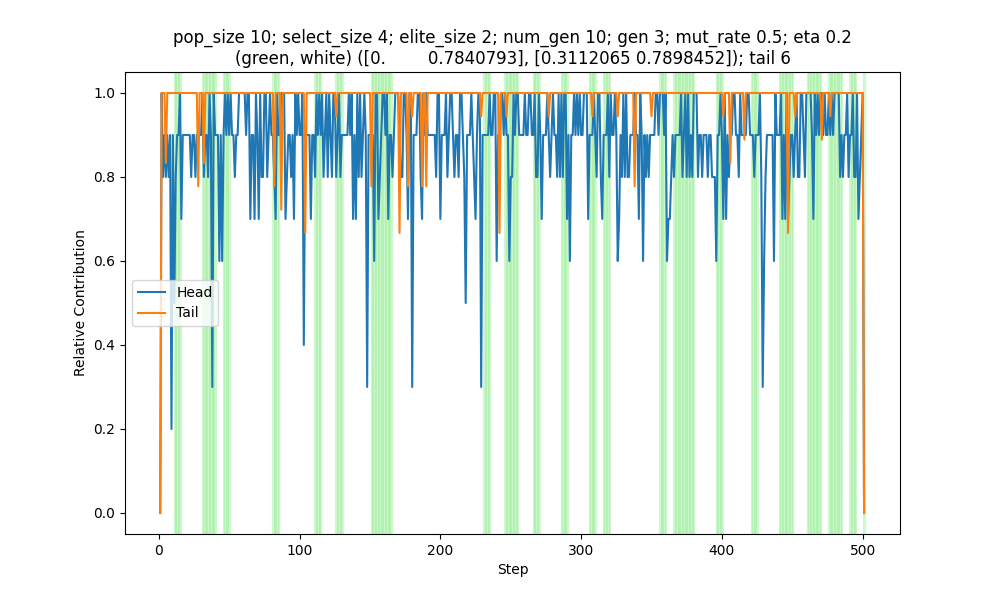 pop_size 10; select_size 4; elite_size 2; num_gen 10; gen 3; mut_rate 0.5; eta 0.2
(green, white) ([0.        0.7840793], [0.3112065 0.7898452]); tail 6
1.0
0.8
0.6
0.4
0.2
0.0
Relative Contribution
Head
Tail
0
100
200
300
400
500
Step